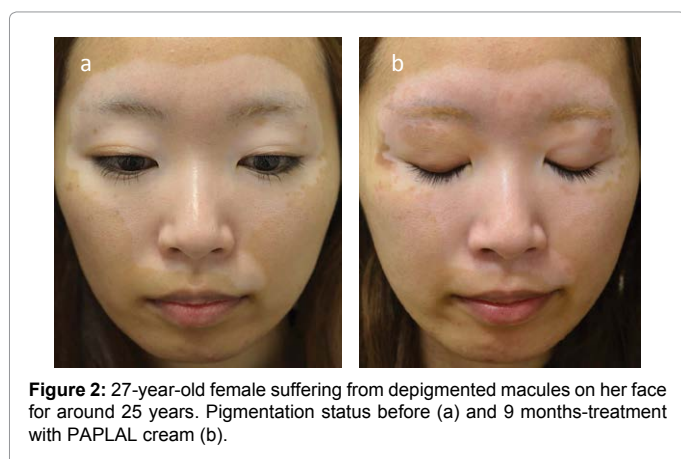 a
b
Figure 2: 27-year-old female suffering from depigmented macules on her face
for around 25 years. Pigmentation status before (a) and 9 months-treatment
with PAPLAL cream (b).